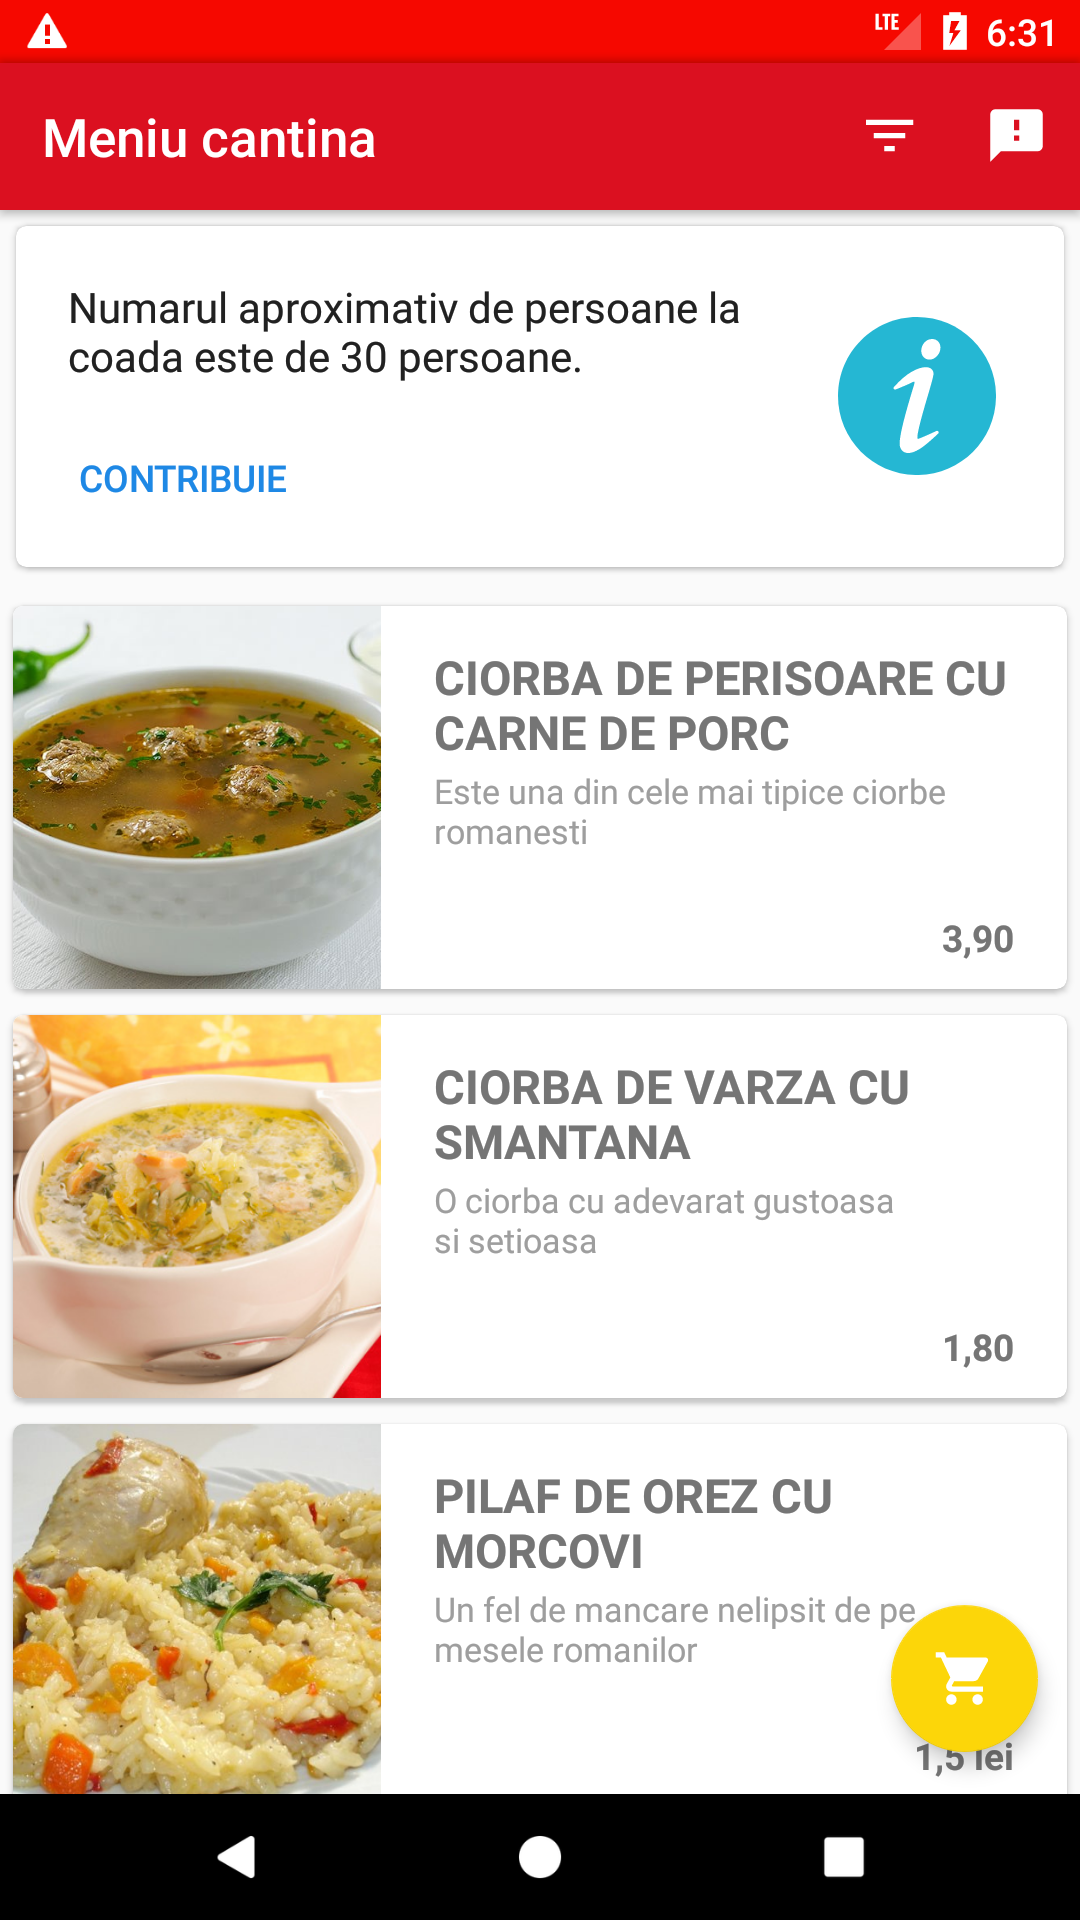 LTE 6:31
Meniu cantina
Numarul aproximativ de persoane la
coada este de 30 persoane.
CONTRIBUIE
CIORBA DE PERISOARE CU
CARNE DE PORC
Este una din cele mai tipice ciorbe
romanesti
3,90
CIORBA DE VARZA CU
SMANTANA
O ciorba cu adevarat gustoasa
si setioasa
1,80
PILAF DE OREZ CU
MORCOVI
Un fel de mancare nelipsit de pe
mesele romanilor
1,5 lei